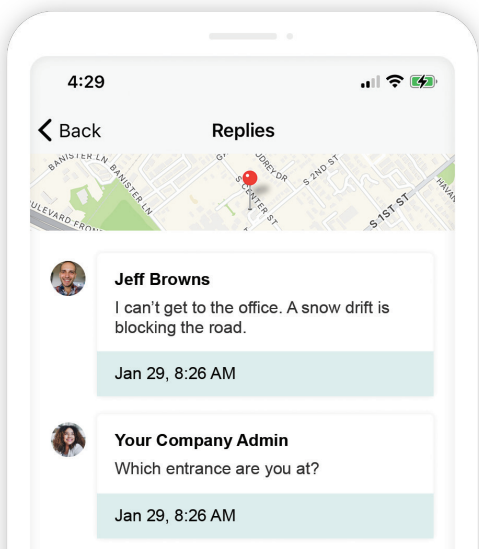 4:29
Back
Replies
BANISTER LN
BANISTER LN
S CENTER ST
S 2ND ST
S 1ST ST
Jeff Browns
I can’t get to the office. A snow drift is
blocking the road.
Jan 29, 8:26 AM
Your Company Admin
Which entrance are you at?
Jan 29, 8:26 AM